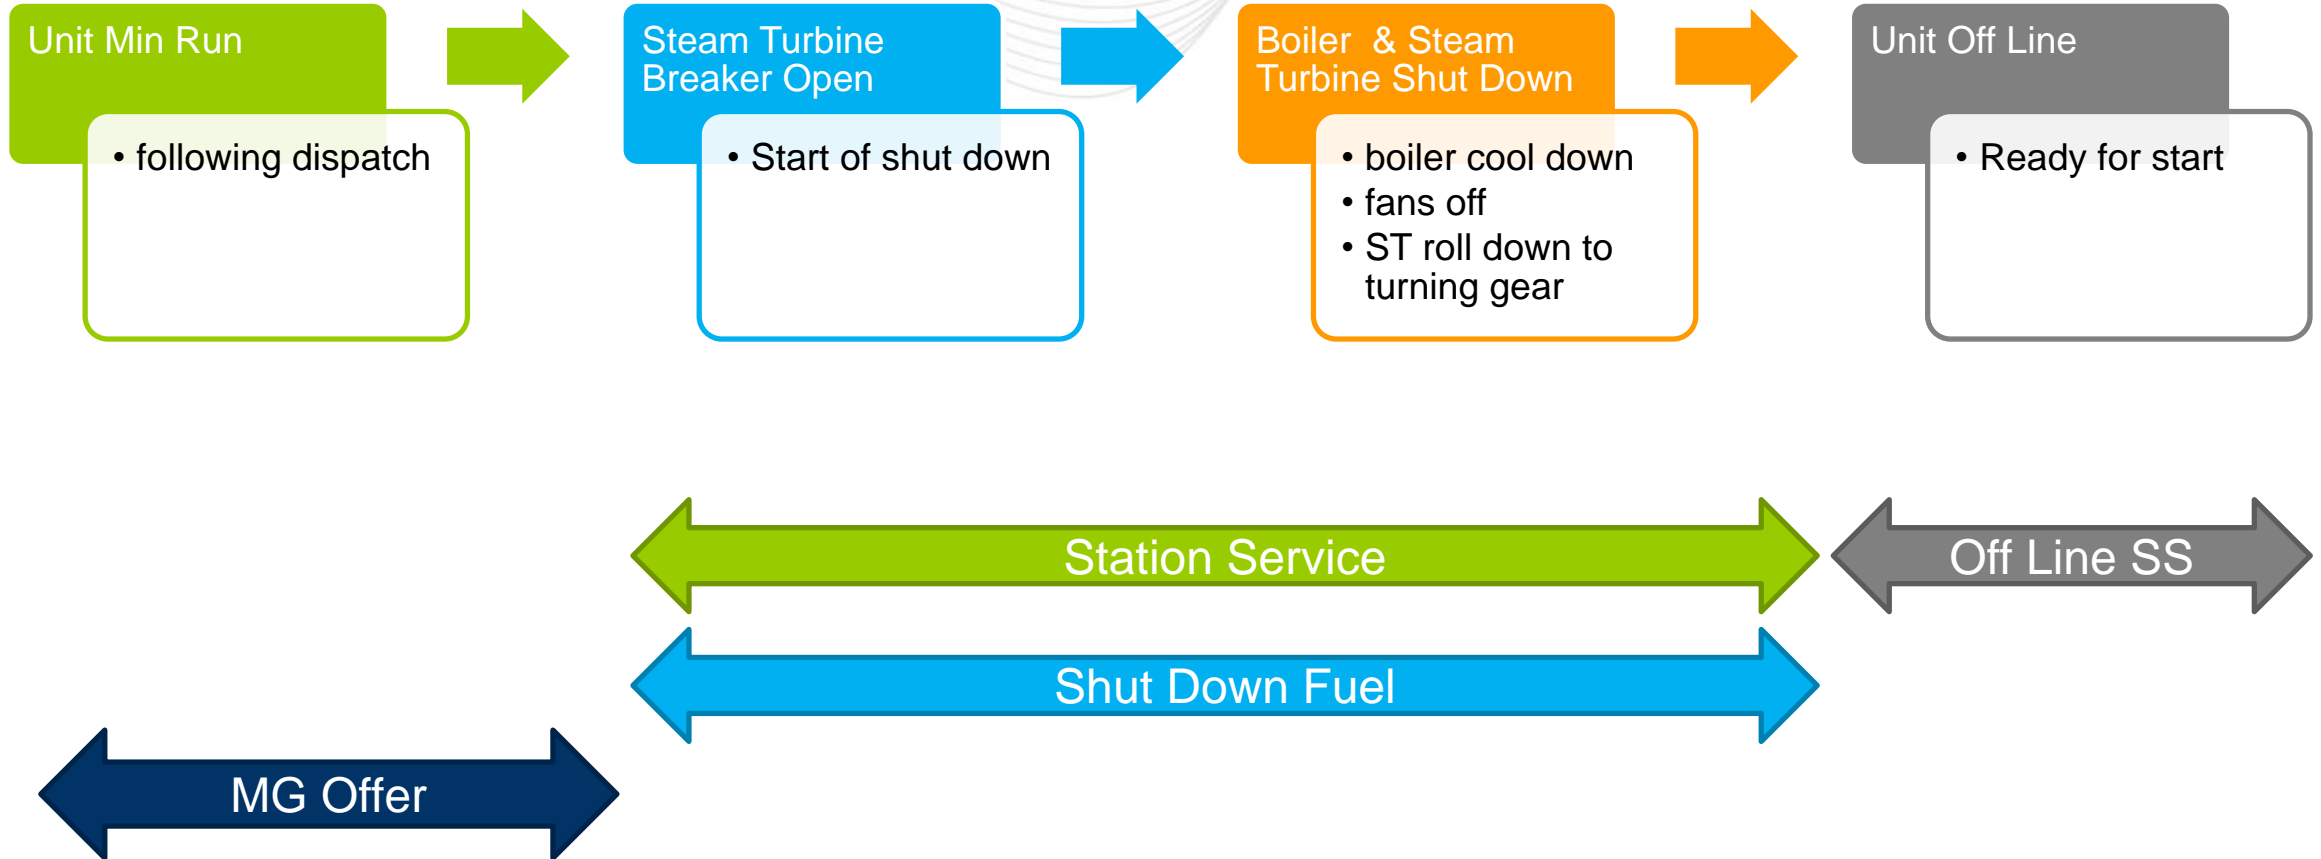 Unit Min Run
• following dispatch
Steam Turbine
Breaker Open
• Start of shut down
Boiler & Steam
Turbine Shut Down
• boiler cool down
• fans off
• ST roll down to
turning gear
Unit Off Line
• Ready for start
Station Service
Off Line SS
Shut Down Fuel
MG Offer